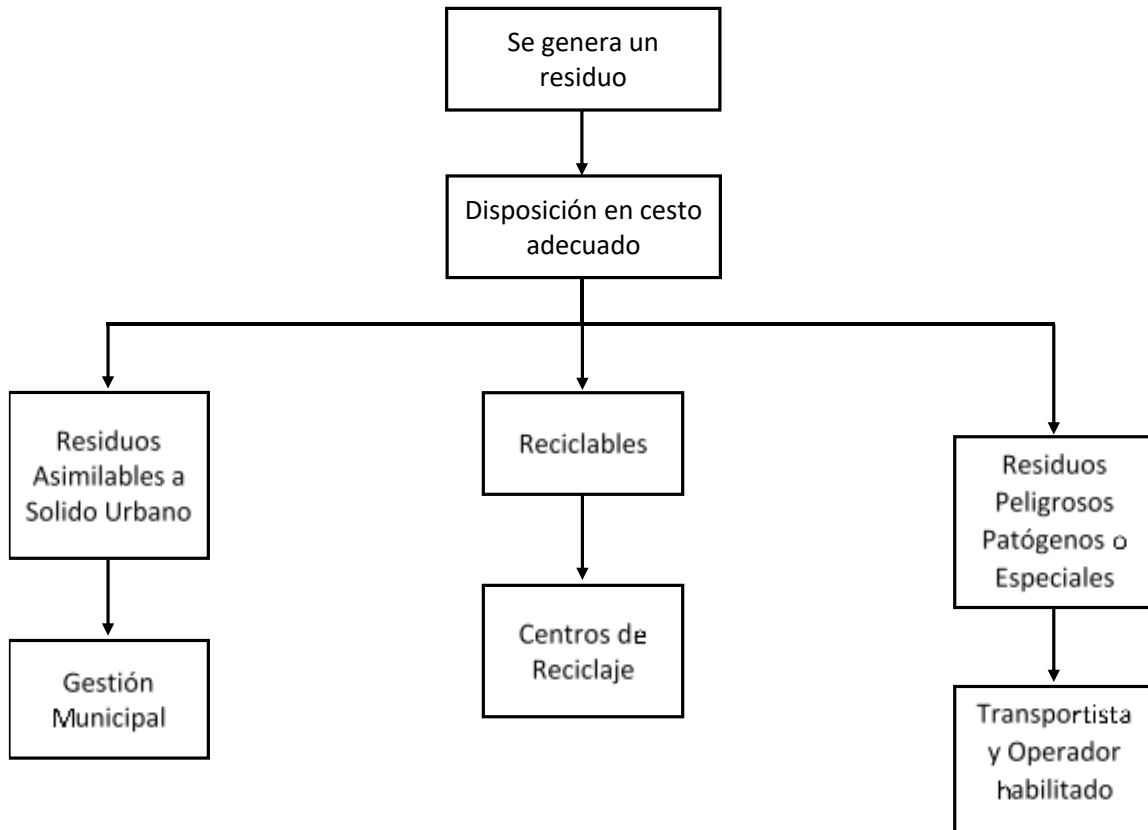 Se genera un
residuo
Disposición en cesto
adecuado
Residuos
Asimilables a
Solido Urbano
Reciclables
Residuos
Peligrosos
Patógenos o
Especiales
Gestión
Municipal
Centros de
Reciclaje
Transportista
y Operador
habilitado